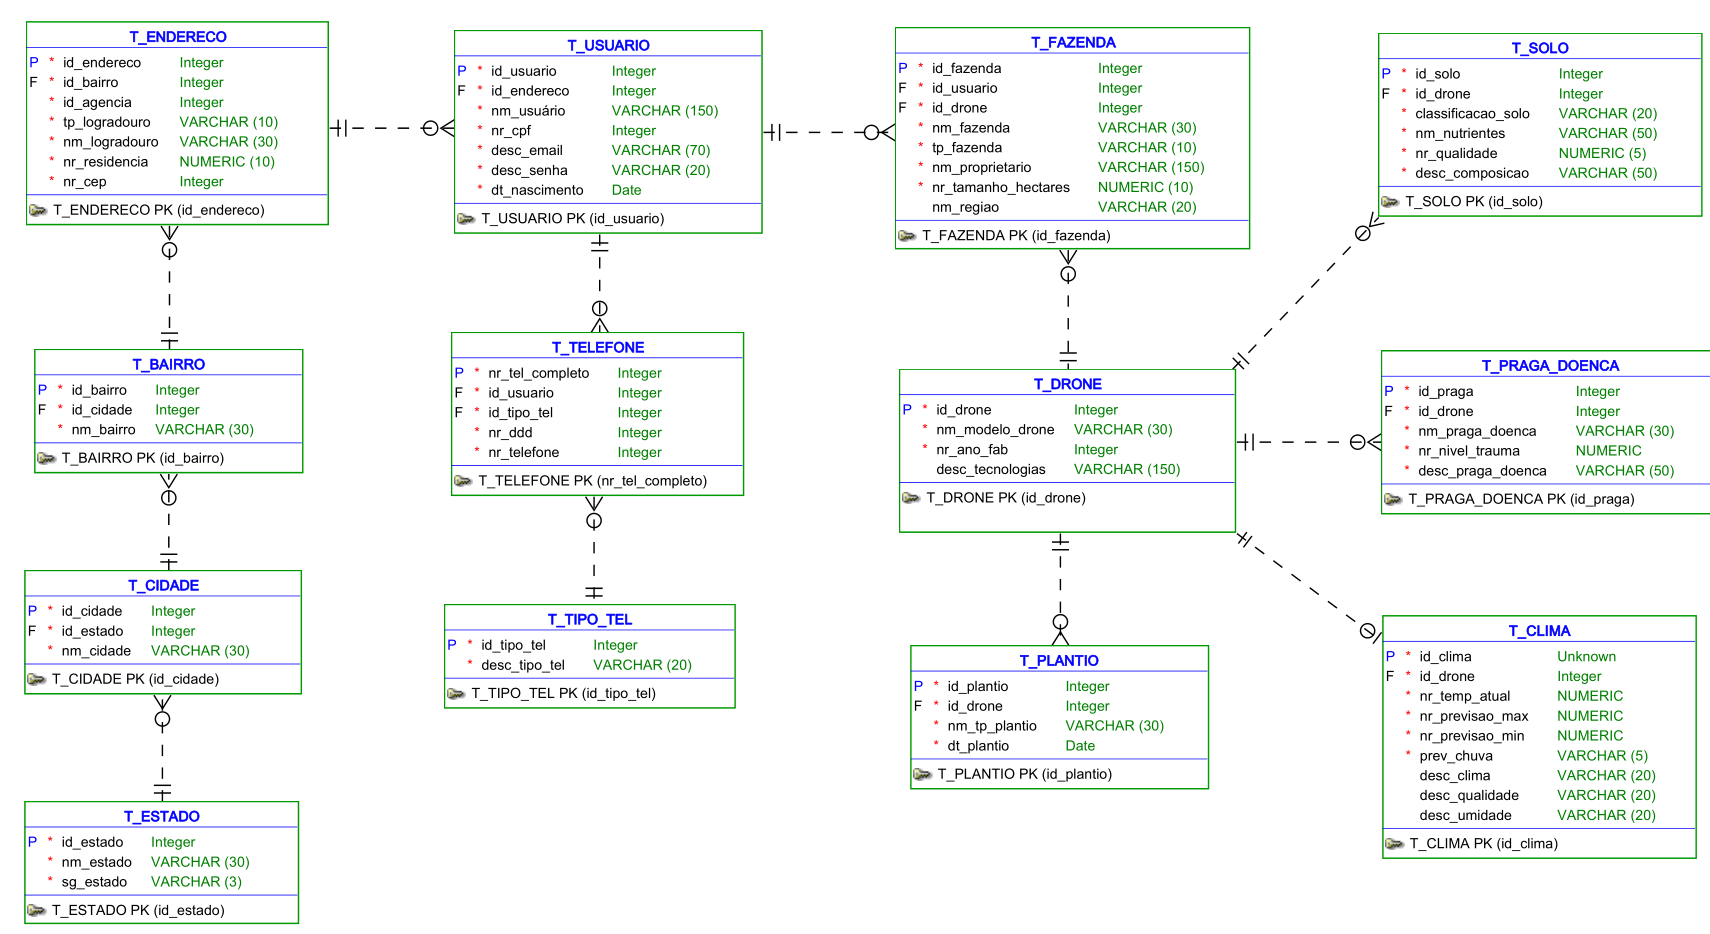 T_ENDERECO
P * id_endereco Integer
F * id_bairro Integer
* id_agencia Integer
* tp_logradouro VARCHAR (10)
* nm_logradouro VARCHAR (30)
* nr_residencia NUMERIC (10)
* nr_cep Integer
T_ENDERECO PK (id_endereco)
T_USUARIO
P * id_usuario Integer
F * id_endereco Integer
* nm_usuário VARCHAR (150)
* nr_cpf Integer
* desc_email VARCHAR (70)
* desc_senha VARCHAR (20)
* dt_nascimento Date
T_USUARIO PK (id_usuario)
T_FAZENDA
P * id_fazenda Integer
F * id_usuario Integer
F * id_drone Integer
* nm_fazenda VARCHAR (30)
* tp_fazenda VARCHAR (10)
* nm_proprietario VARCHAR (150)
* nr_tamanho_hectares NUMERIC (10)
nm_regiao VARCHAR (20)
T_FAZENDA PK (id_fazenda)
T_SOLO
P * id_solo Integer
F * id_drone Integer
* classificacao_solo VARCHAR (20)
* nm_nutrientes VARCHAR (50)
* nr_qualidade NUMERIC (5)
* desc_composicao VARCHAR (50)
T_SOLO PK (id_solo)
T_BAIRRO
P * id_bairro Integer
F * id_cidade Integer
* nm_bairro VARCHAR (30)
T_BAIRRO PK (id_bairro)
T_TELEFONE
P * nr_tel_completo Integer
F * id_usuario Integer
F * id_tipo_tel Integer
* nr_ddd Integer
* nr_telefone Integer
T_TELEFONE PK (nr_tel_completo)
T_DRONE
P * id_drone Integer
* nm_modelo_drone VARCHAR (30)
* nr_ano_fab Integer
desc_tecnologias VARCHAR (150)
T_DRONE PK (id_drone)
T_PRAGA_DOENCA
P * id_praga Integer
F * id_drone Integer
* nm_praga_doenca VARCHAR (30)
* nr_nivel_trauma NUMERIC
* desc_praga_doenca VARCHAR (50)
T_PRAGA_DOENCA PK (id_praga)
T_CIDADE
P * id_cidade Integer
F * id_estado Integer
* nm_cidade VARCHAR (30)
T_CIDADE PK (id_cidade)
T_TIPO_TEL
P * id_tipo_tel Integer
* desc_tipo_tel VARCHAR (20)
T_TIPO_TEL PK (id_tipo_tel)
T_PLANTIO
P * id_plantio Integer
F * id_drone Integer
* nm_tp_plantio VARCHAR (30)
* dt_plantio Date
T_PLANTIO PK (id_plantio)
T_CLIMA
P * id_clima Unknown
F * id_drone Integer
* nr_temp_atual NUMERIC
* nr_previsao_max NUMERIC
* nr_previsao_min NUMERIC
* prev_chuva VARCHAR (5)
desc_clima VARCHAR (20)
desc_qualidade VARCHAR (20)
desc_umidade VARCHAR (20)
T_CLIMA PK (id_clima)
T_ESTADO
P * id_estado Integer
* nm_estado VARCHAR (30)
* sg_estado VARCHAR (3)
T_ESTADO PK (id_estado)